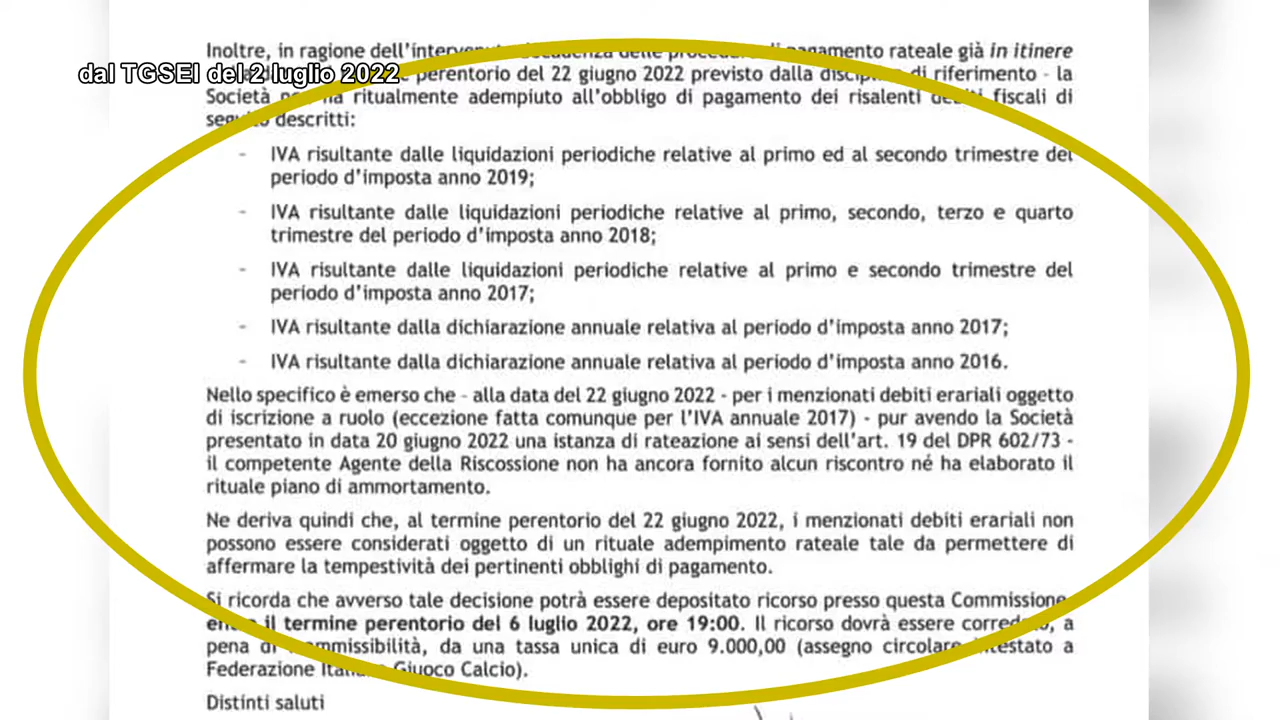 Inoltre, in ragione dell'intervenuta decadenza delle procedure di pagamento rateale già in itinere
dal TGSEI del 2 luglio 2022
perentorio del 22 giugno 2022 previsto dalla disciplina di riferimento - la
Società non ha ritualmente adempiuto all'obbligo di pagamento dei risalenti debiti fiscali di
seguito descritti:
- IVA risultante dalle liquidazioni periodiche relative al primo ed al secondo trimestre del
periodo d'imposta anno 2019;
- IVA risultante dalle liquidazioni periodiche relative al primo, secondo, terzo e quarto
trimestre del periodo d'imposta anno 2018;
- IVA risultante dalle liquidazioni periodiche relative al primo e secondo trimestre del
periodo d'imposta anno 2017;
- IVA risultante dalla dichiarazione annuale relativa al periodo d'imposta anno 2017;
- IVA risultante dalla dichiarazione annuale relativa al periodo d'imposta anno 2016.
Nello specifico è emerso che - alla data del 22 giugno 2022 - per i menzionati debiti erariali oggetto
di iscrizione a ruolo (eccezione fatta comunque per l'IVA annuale 2017) - pur avendo la Società
presentato in data 20 giugno 2022 una istanza di rateazione ai sensi dell'art. 19 del DPR 602/73 -
il competente Agente della Riscossione non ha ancora fornito alcun riscontro né ha elaborato il
rituale piano di ammortamento.
Ne deriva quindi che, al termine perentorio del 22 giugno 2022, i menzionati debiti erariali non
possono essere considerati oggetto di un rituale adempimento rateale tale da permettere di
affermare la tempestività dei pertinenti obblighi di pagamento.
Si ricorda che avverso tale decisione potrà essere depositato ricorso presso questa Commissione
entro il termine perentorio del 6 luglio 2022, ore 19:00. Il ricorso dovrà essere corredato, a
pena di inammissibilità, da una tassa unica di euro 9.000,00 (assegno circolare intestato a
Federazione Italiana Giuoco Calcio).
Distinti saluti